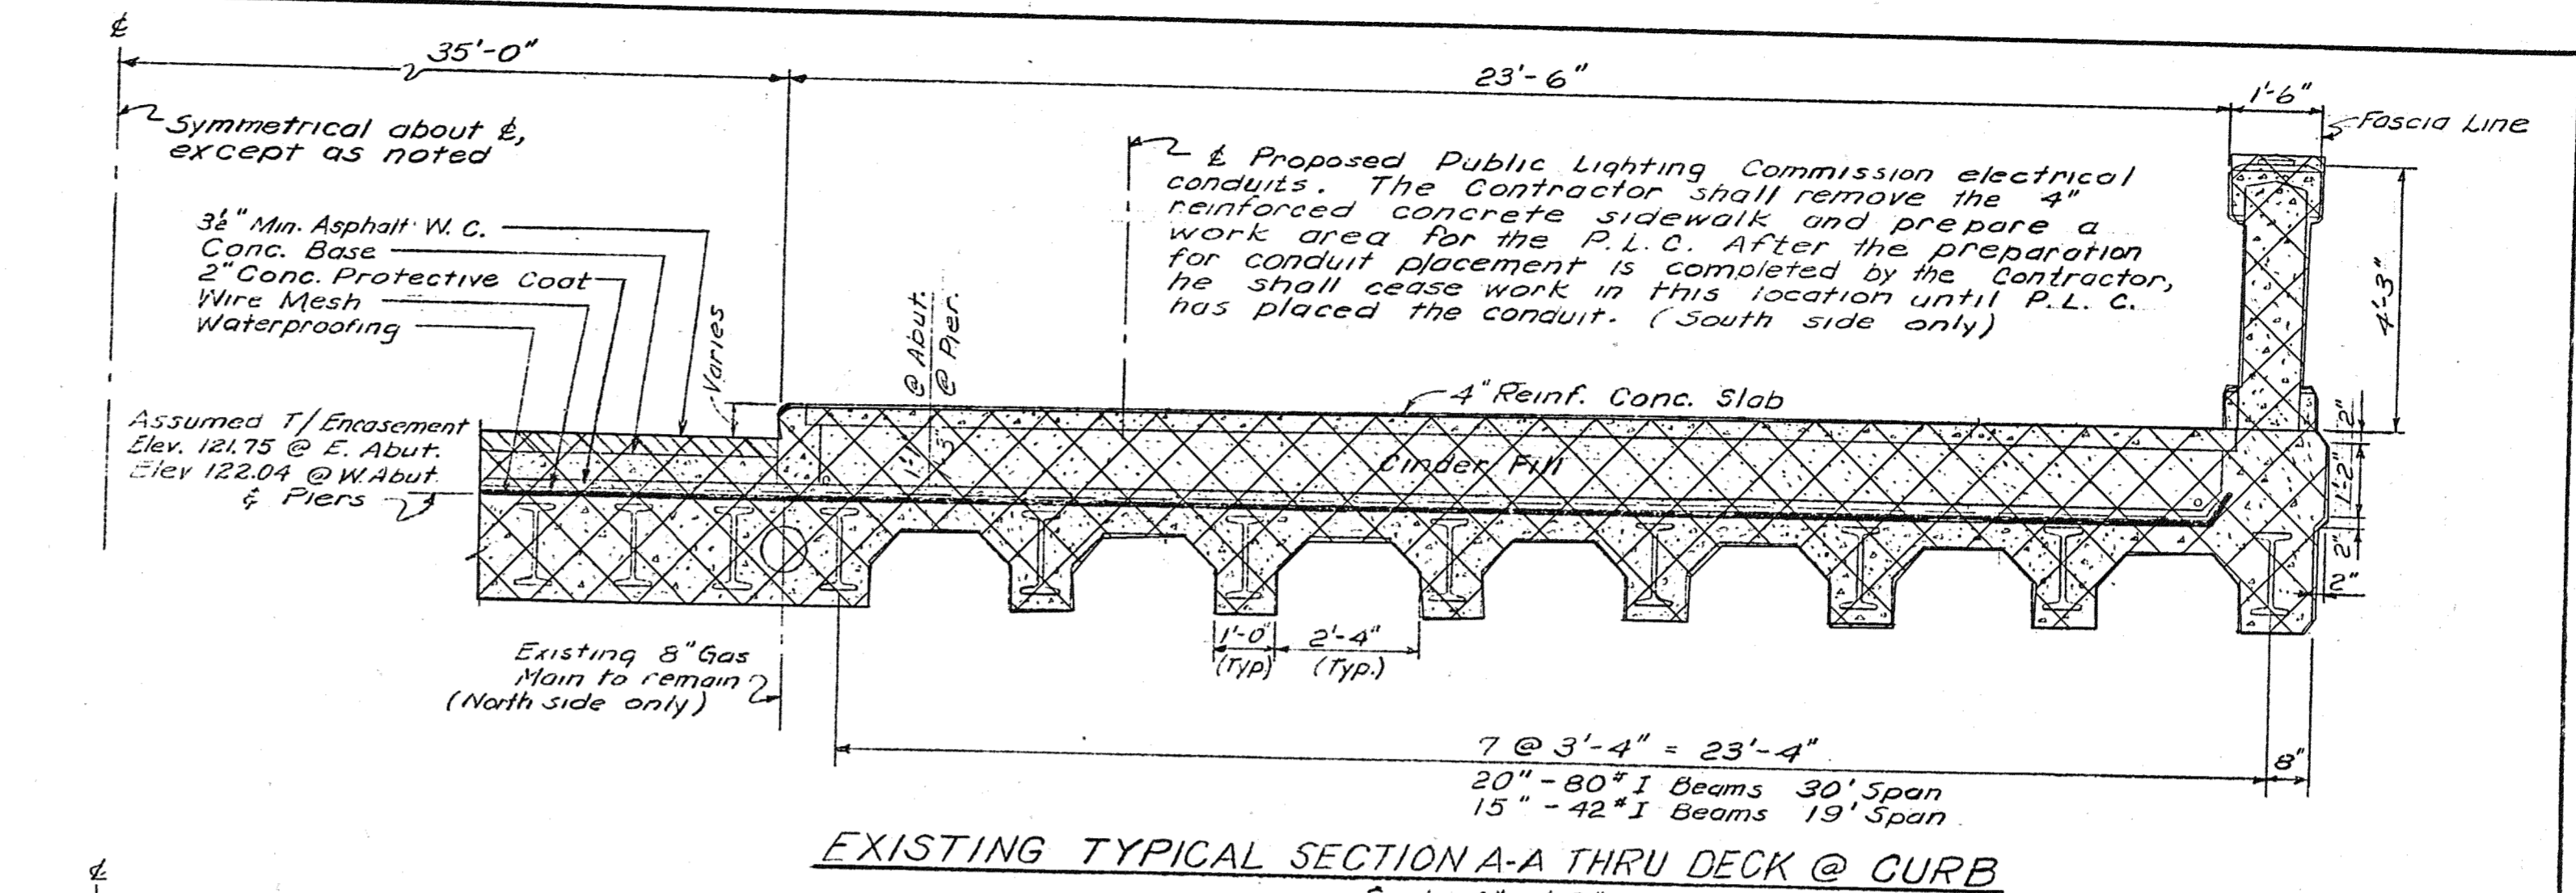 ℄
35'-0"
23'-6"
1'-6"
Fascia Line
Symmetrical about ℄,
except as noted
℄ Proposed Public Lighting Commission electrical
conduits. The Contractor shall remove the 4"
reinforced concrete sidewalk and prepare a
work area for the P.L.C. After the preparation
for conduit placement is completed by the Contractor,
he shall cease work in this location until P.L.C.
has placed the conduit. (South side only)
3½" Min. Asphalt W.C.
Conc. Base
2" Conc. Protective Coat
Wire Mesh
Waterproofing
Varies
@ Abut.
@ Pier.
4'-3"
4" Reinf. Conc. Slab
Assumed T/Encasement
Elev. 121.75 @ E. Abut.
Elev 122.04 @ W. Abut.
& Piers
Cinder Fill
2"
1'-2"
2"
2"
1'-0"
(Typ)
2'-4"
(Typ.)
Existing 8" Gas
Main to remain
(North side only)
7 @ 3'-4" = 23'-4"
8"
20" - 80# I Beams 30' Span
15" - 42# I Beams 19' Span
EXISTING TYPICAL SECTION A-A THRU DECK @ CURB
℄